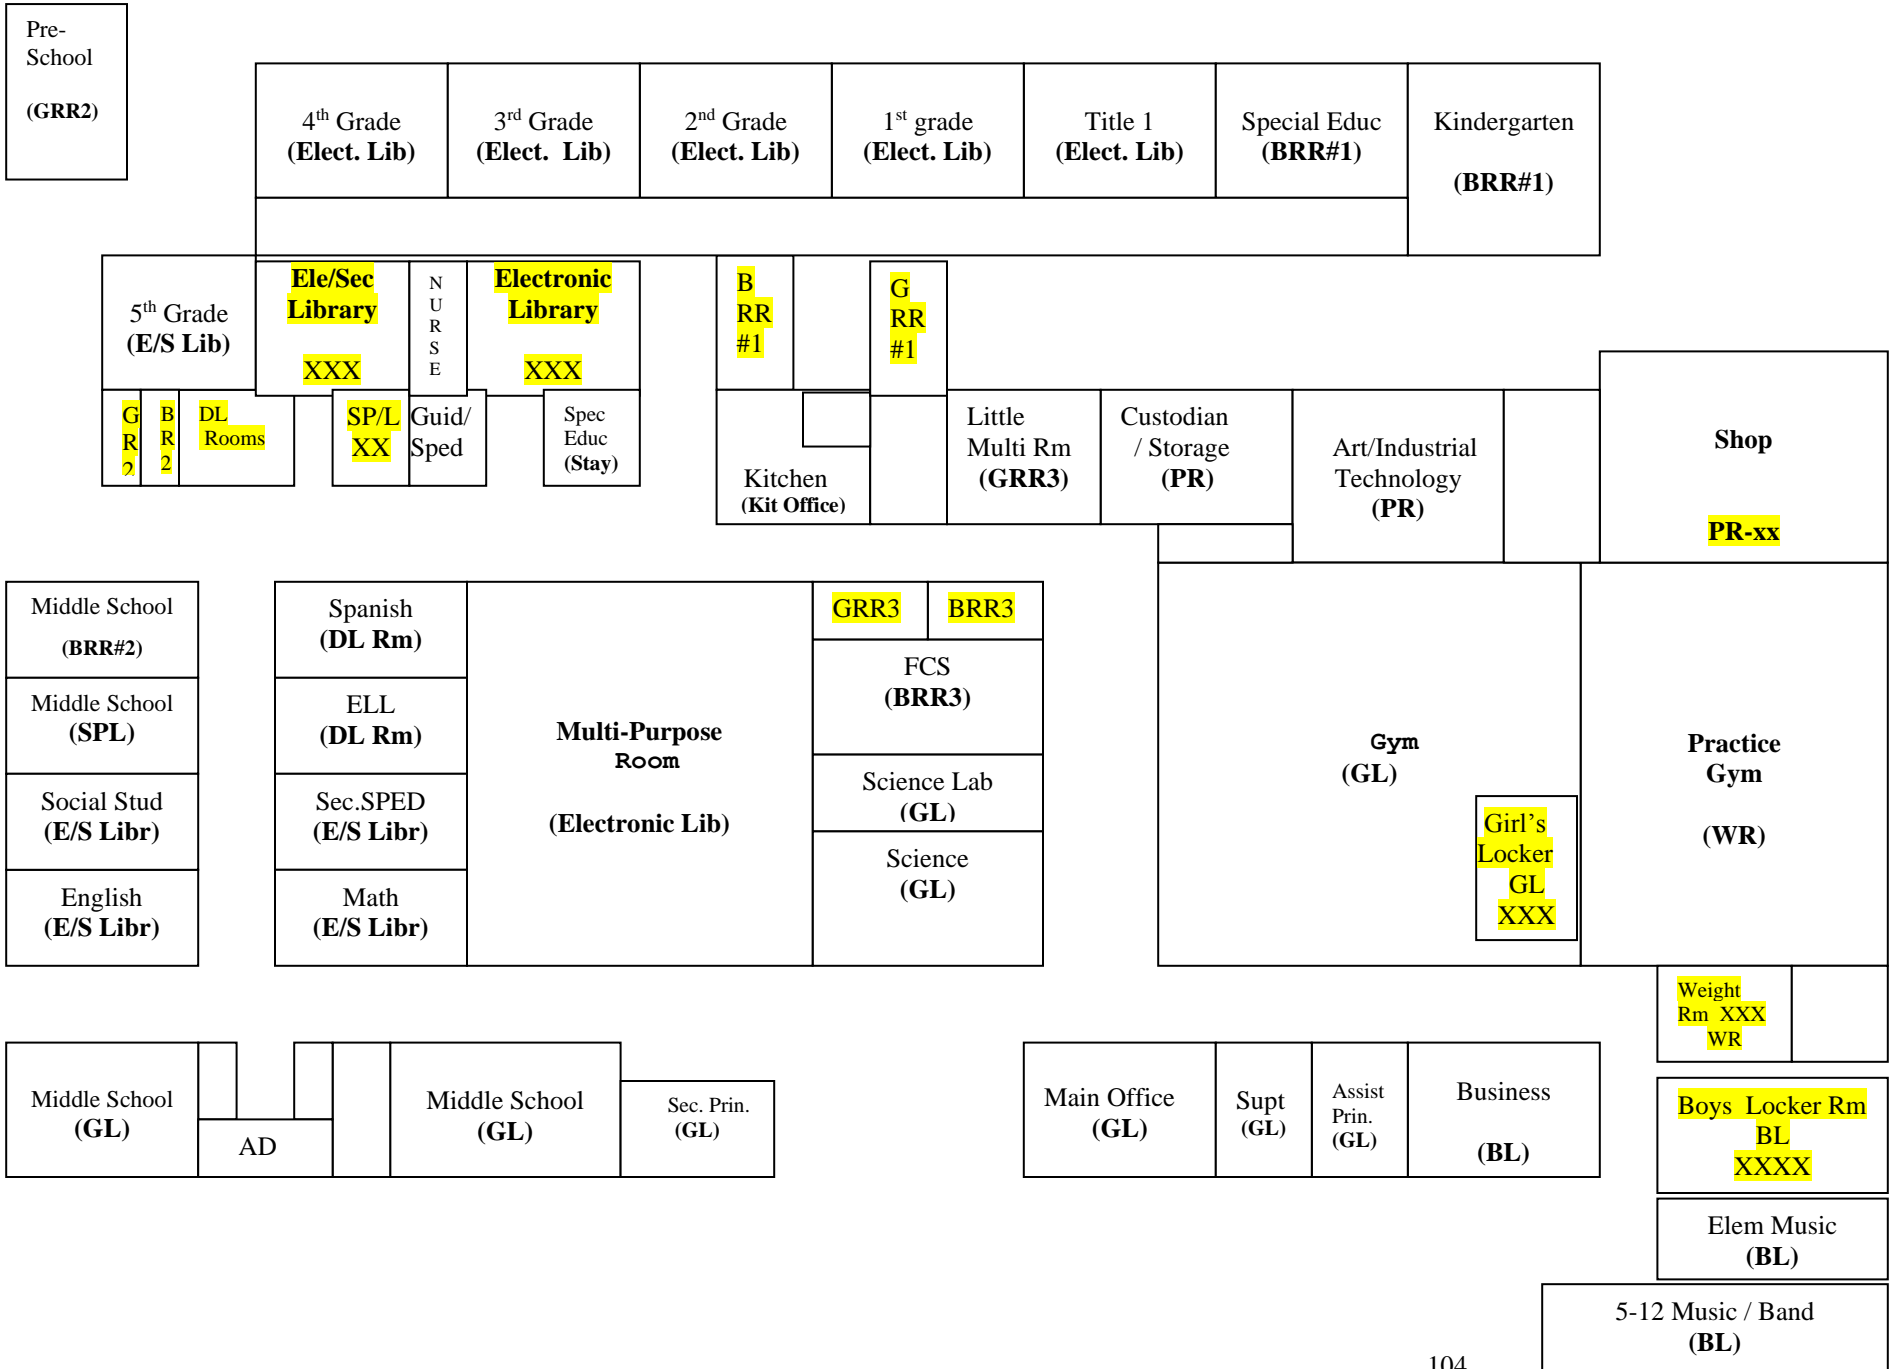 Pre-
School
(GRR2)
4th Grade
(Elect. Lib)
3rd Grade
(Elect. Lib)
2nd Grade
(Elect. Lib)
1st grade
(Elect. Lib)
Title 1
(Elect. Lib)
Special Educ
(BRR#1)
Kindergarten
(BRR#1)
5th Grade
(E/S Lib)
Ele/Sec
Library
XXX
N
U
R
S
E
Electronic
Library
XXX
B
RR
#1
G
RR
#1
G
R
2
B
R
2
DL
Rooms
SP/L
XX
Guid/
Sped
Spec
Educ
(Stay)
Kitchen
(Kit Office)
Little
Multi Rm
(GRR3)
Custodian
/ Storage
(PR)
Art/Industrial
Technology
(PR)
Shop
PR-xx
Middle School
(BRR#2)
Middle School
(SPL)
Social Stud
(E/S Libr)
English
(E/S Libr)
Spanish
(DL Rm)
ELL
(DL Rm)
Sec.SPED
(E/S Libr)
Math
(E/S Libr)
Multi-Purpose
Room
(Electronic Lib)
GRR3
BRR3
FCS
(BRR3)
Science Lab
(GL)
Science
(GL)
Gym
(GL)
Girl’s
Locker
GL
XXX
Practice
Gym
(WR)
Weight
Rm XXX
WR
Middle School
(GL)
AD
Middle School
(GL)
Sec. Prin.
(GL)
Main Office
(GL)
Supt
(GL)
Assist
Prin.
(GL)
Business
(BL)
Boys Locker Rm
BL
XXXX
Elem Music
(BL)
5-12 Music / Band
(BL)
104